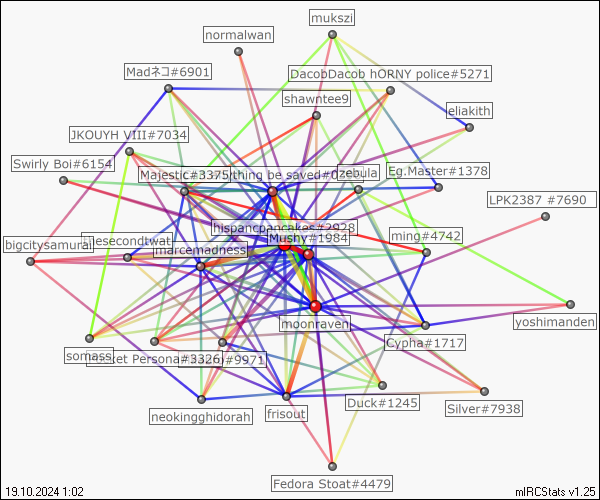 mukszi
normalwan
Madネコ#6901
DacobDacob hORNY police#5271
shawntee9
eliakith
JKOUYH VIII#7034
Swirly Boi#6154
Majestic#3375
thing be saved#0
zebula
Eg.Master#1378
LPK2387 #7690
hispancpancakes#2928
bigcitysamurai
thesecondtwat
marcemadness
Mushy#1984
ming#4742
moonraven
yoshimanden
Cypha#1717
somass
ket Persona#3326
#9971
neokingghidorah
frisout
Duck#1245
Silver#7938
Fedora Stoat#4479
19.10.2024 1:02
mIRCStats v1.25